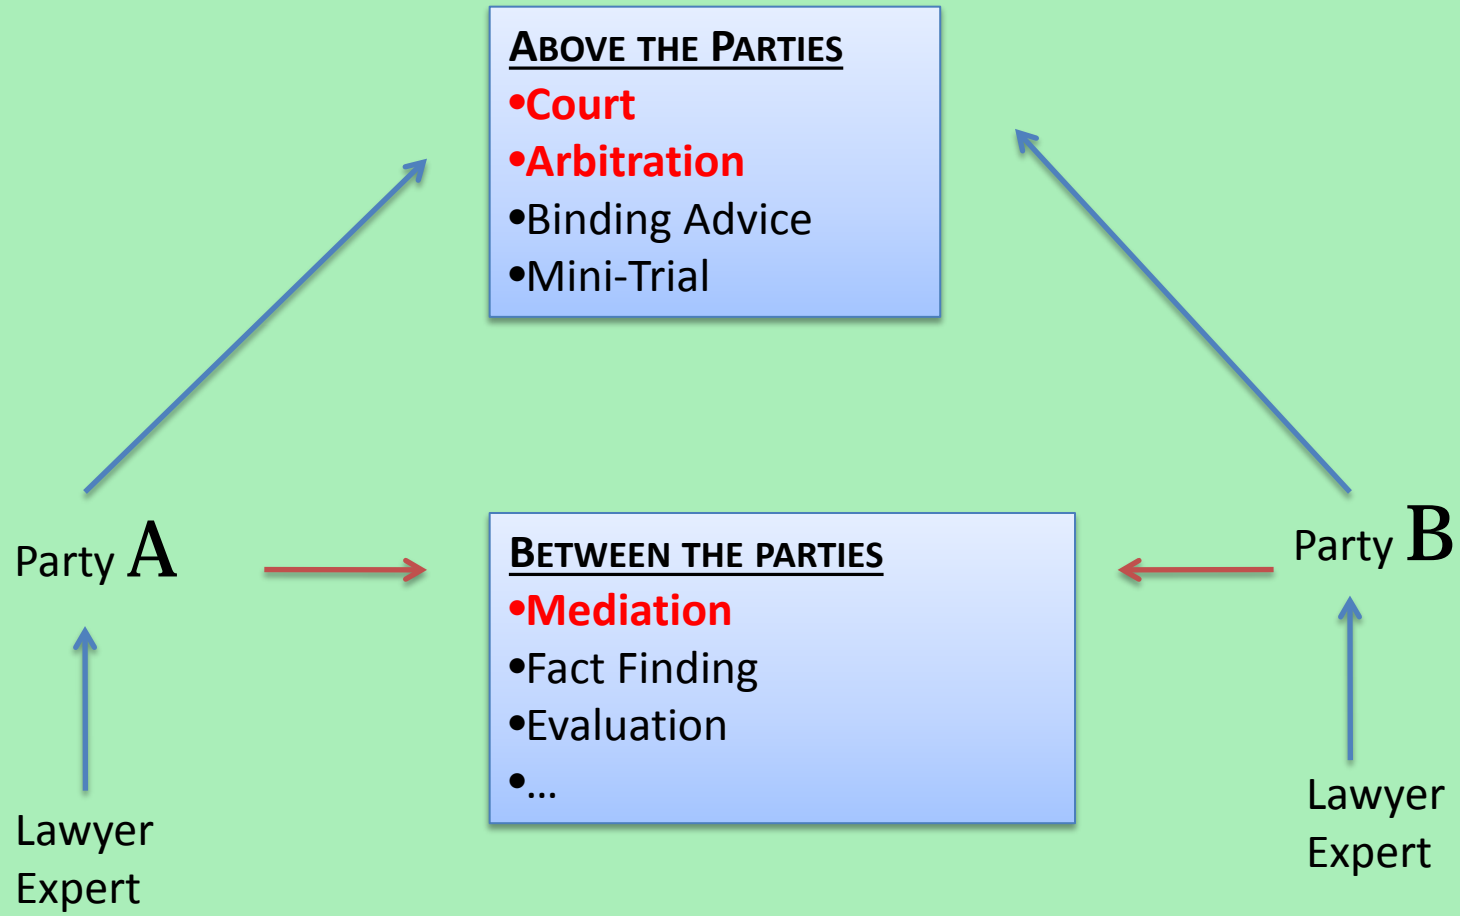 ABOVE THE PARTIES
•Court
•Arbitration
•Binding Advice
•Mini-Trial
Party A
Party B
BETWEEN THE PARTIES
•Mediation
•Fact Finding
•Evaluation
•...
Lawyer
Expert
Lawyer
Expert